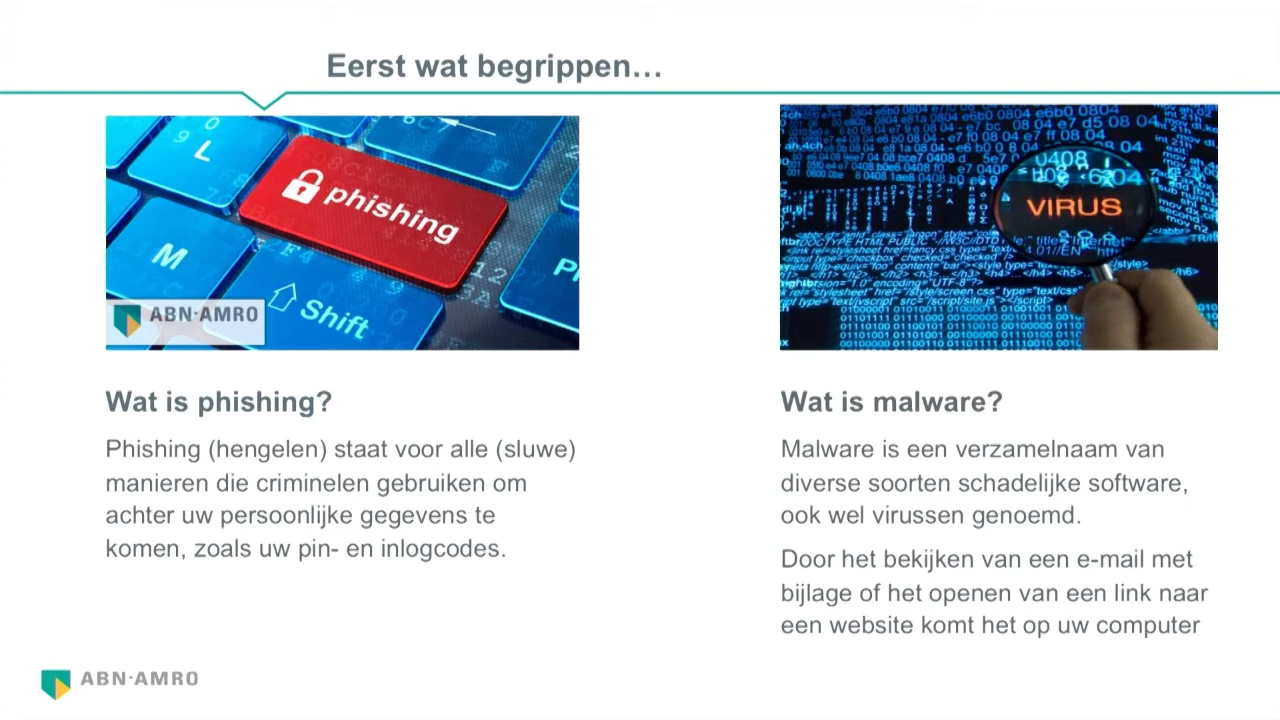 Eerst wat begrippen…
L
phishing
M
Shift
ABN·AMRO
VIRUS
Wat is phishing?
Phishing (hengelen) staat voor alle (sluwe)
manieren die criminelen gebruiken om
achter uw persoonlijke gegevens te
komen, zoals uw pin- en inlogcodes.
Wat is malware?
Malware is een verzamelnaam van
diverse soorten schadelijke software,
ook wel virussen genoemd.
Door het bekijken van een e-mail met
bijlage of het openen van een link naar
een website komt het op uw computer
ABN·AMRO